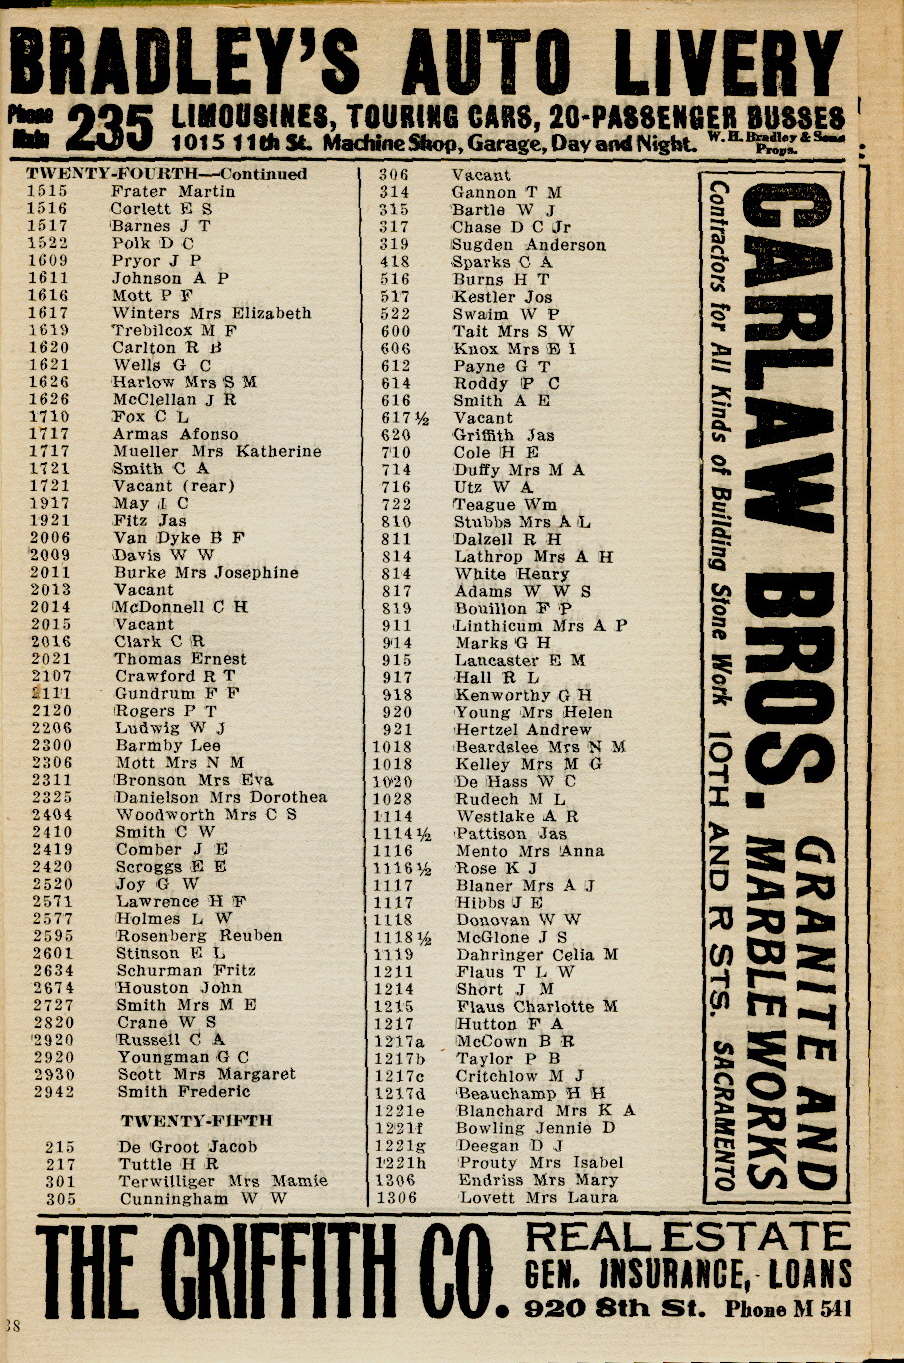 BRADLEY'S AUTO LIVERY
Phone Main 235 LIMOUSINES, TOURING CARS, 20-PASSENGER BUSSES
1015 11th St. Machine Shop, Garage, Day and Night. W. H. Bradley & Sons Props.
TWENTY-FOURTH—Continued
1515 Frater Martin
1516 Corlett E S
1517 Barnes J T
1522 Polk D C
1609 Pryor J P
1611 Johnson A P
1616 Mott P F
1617 Winters Mrs Elizabeth
1619 Trebilcox M F
1620 Carlton R B
1621 Wells G C
1626 Harlow Mrs S M
1626 McClellan J R
1710 Fox C L
1717 Armas Afonso
1717 Mueller Mrs Katherine
1721 Smith C A
1721 Vacant (rear)
1917 May I C
1921 Fitz Jas
2006 Van Dyke B F
2009 Davis W W
2011 Burke Mrs Josephine
2013 Vacant
2014 McDonnell C H
2015 Vacant
2016 Clark C R
2021 Thomas Ernest
2107 Crawford R T
2111 Gundrum F F
2120 Rogers P T
2206 Ludwig W J
2300 Barmby Lee
2306 Mott Mrs N M
2311 Bronson Mrs Eva
2325 Danielson Mrs Dorothea
2404 Woodworth Mrs C S
2410 Smith C W
2419 Comber J E
2420 Scroggs E E
2520 Joy G W
2571 Lawrence H F
2577 Holmes L W
2595 Rosenberg Reuben
2601 Stinson E L
2634 Schurman Fritz
2674 Houston John
2727 Smith Mrs M E
2820 Crane W S
2920 Russell C A
2920 Youngman G C
2930 Scott Mrs Margaret
2942 Smith Frederic
TWENTY-FIFTH
215 De Groot Jacob
217 Tuttle H R
301 Terwilliger Mrs Mamie
305 Cunningham W W
306 Vacant
314 Gannon T M
315 Bartle W J
317 Chase D C Jr
319 Sugden Anderson
418 Sparks C A
516 Burns H T
517 Kestler Jos
522 Swaim W P
600 Tait Mrs S W
606 Knox Mrs E I
612 Payne G T
614 Roddy P C
616 Smith A E
617½ Vacant
620 Griffith Jas
710 Cole H E
714 Duffy Mrs M A
716 Utz W A
722 Teague Wm
810 Stubbs Mrs A L
811 Dalzell R H
814 Lathrop Mrs A H
814 White Henry
817 Adams W W S
819 Bouillon F P
911 Linthicum Mrs A P
914 Marks G H
915 Lancaster E M
917 Hall R L
918 Kenworthy G H
920 Young Mrs Helen
921 Hertzel Andrew
1018 Beardslee Mrs N M
1018 Kelley Mrs M G
1020 De Hass W C
1028 Rudech M L
1114 Westlake A R
1114½ Pattison Jas
1116 Mento Mrs Anna
1116½ Rose K J
1117 Blaner Mrs A J
1117 Hibbs J E
1118 Donovan W W
1118½ McGlone J S
1119 Dahringer Celia M
1211 Flaus T L W
1214 Short J M
1215 Flaus Charlotte M
1217 Hutton F A
1217a McCown B R
1217b Taylor P B
1217c Critchlow M J
1217d Beauchamp H H
1221e Blanchard Mrs K A
1221f Bowling Jennie D
1221g Deegan D J
1221h Prouty Mrs Isabel
1306 Endriss Mrs Mary
1306 Lovett Mrs Laura
CARLAW BROS. GRANITE AND MARBLE WORKS
Contractors for All Kinds of Building Stone Work 10TH AND R STS. SACRAMENTO
THE GRIFFITH CO. REAL ESTATE
GEN. INSURANCE, LOANS
920 8th St. Phone M 541